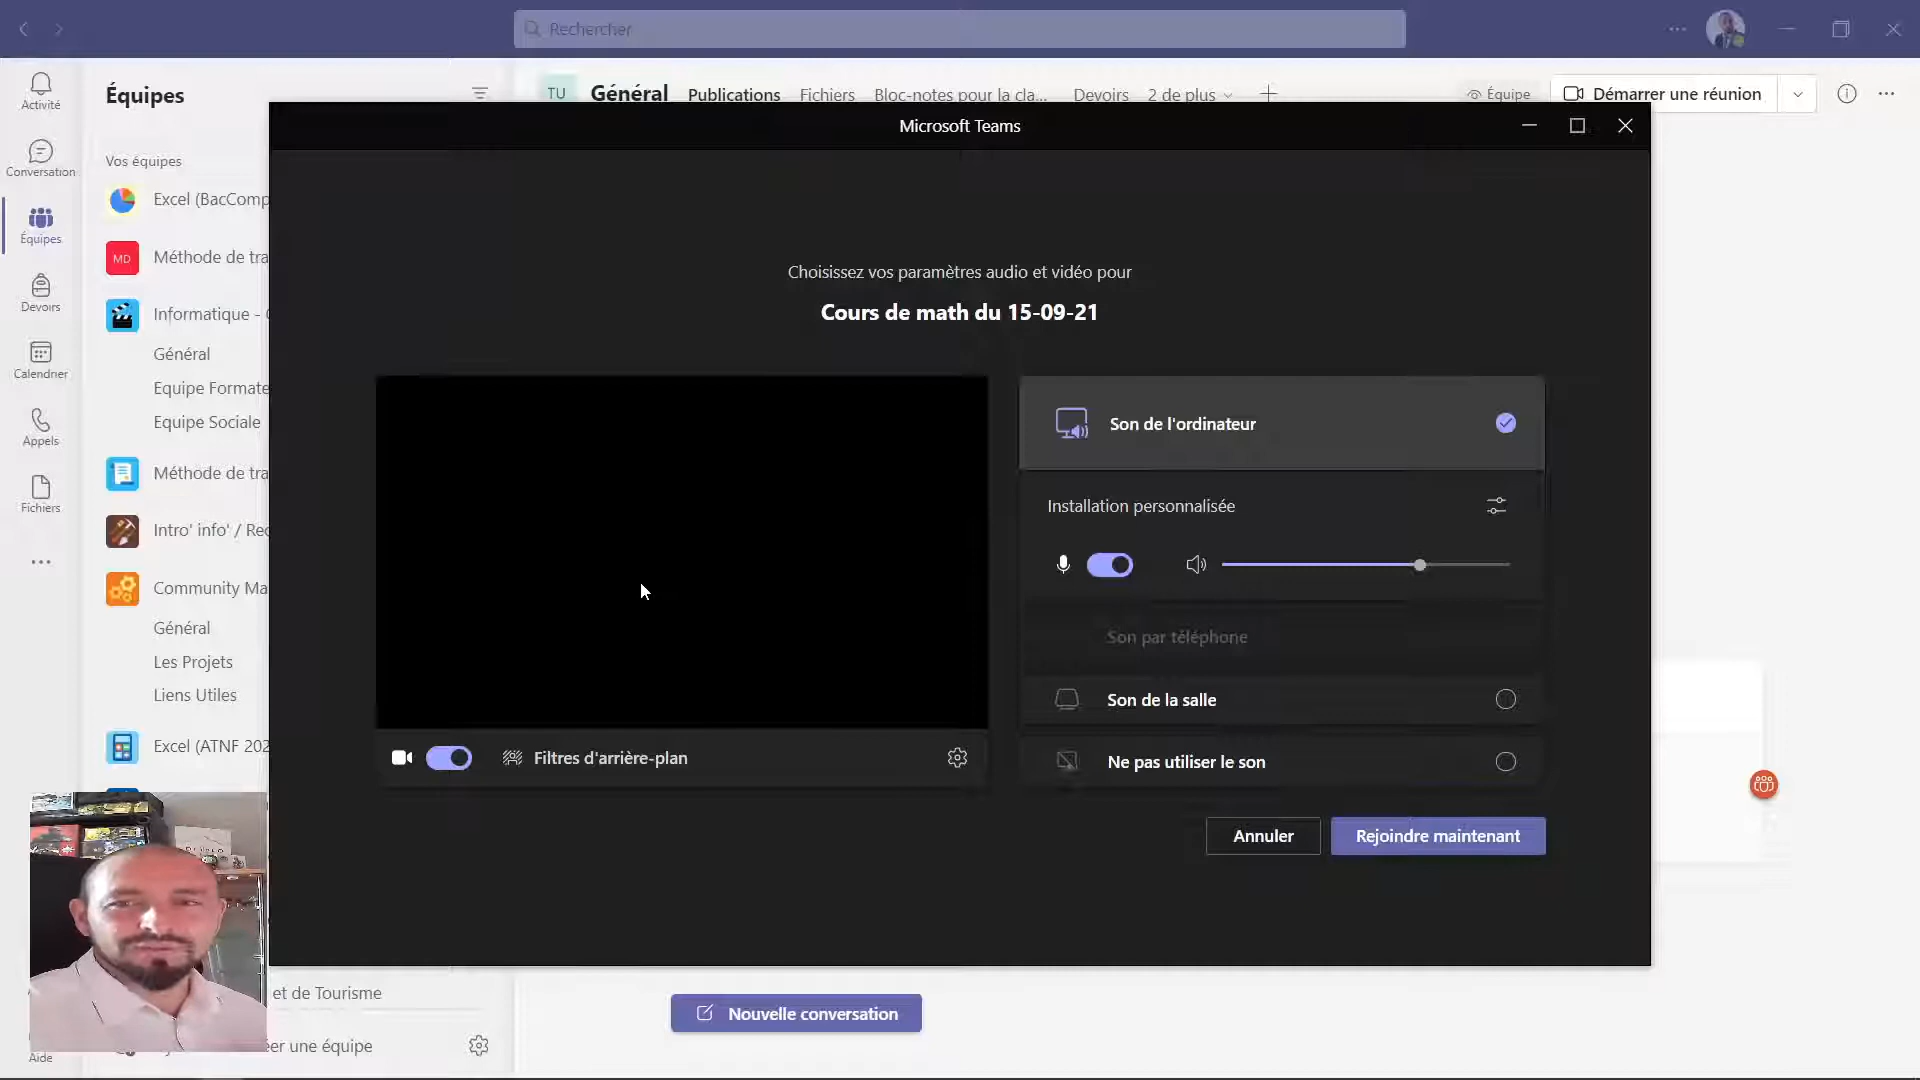 Rechercher
Activité
Conversation
Équipes
Devoirs
Calendrier
Appels
Fichiers
Aide
Équipes
Vos équipes
Excel (BacComp
MD Méthode de tra
Informatique -
Général
Equipe Formate
Equipe Sociale
Méthode de tra
Intro' info' / Rec
Community Ma
Général
Les Projets
Liens Utiles
Excel (ATNF 202
et de Tourisme
er une équipe
TU Général Publications Fichiers Bloc-notes pour la cla... Devoirs 2 de plus
Équipe Démarrer une réunion
Microsoft Teams
Choisissez vos paramètres audio et vidéo pour
Cours de math du 15-09-21
Filtres d'arrière-plan
Son de l'ordinateur
Installation personnalisée
Son par téléphone
Son de la salle
Ne pas utiliser le son
Annuler Rejoindre maintenant
Nouvelle conversation